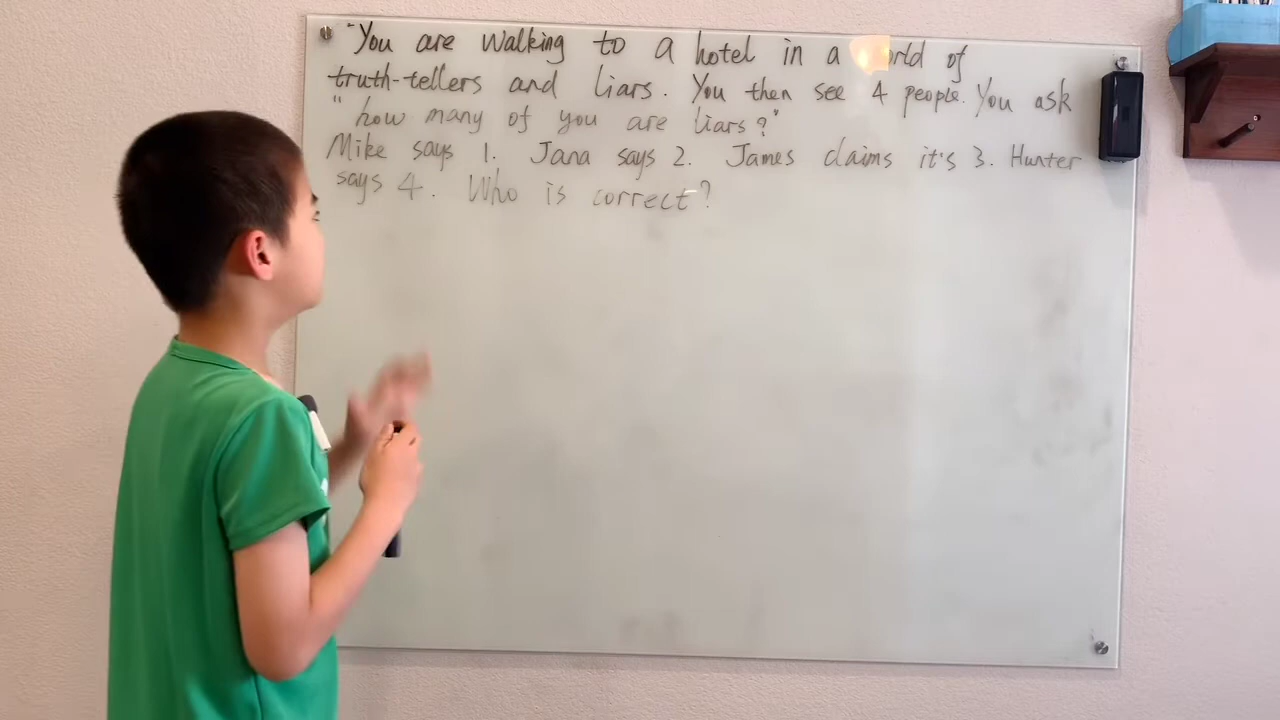 "You are walking to a hotel in a orld of
truth-tellers and liars. You then see 4 people. You ask
"how many of you are liars?"
Mike says 1. Jana says 2. James claims it's 3. Hunter
says 4. Who is correct?